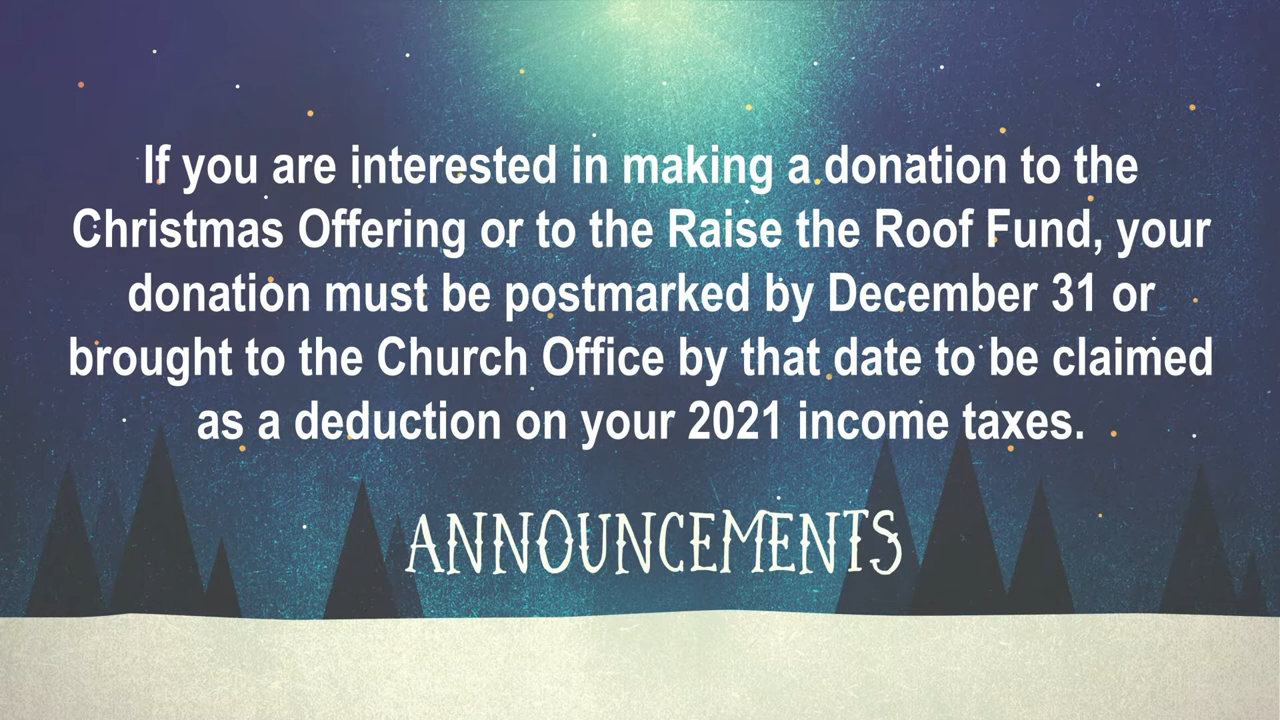 If you are interested in making a donation to the
Christmas Offering or to the Raise the Roof Fund, your
donation must be postmarked by December 31 or
brought to the Church Office by that date to be claimed
as a deduction on your 2021 income taxes.
ANNOUNCEMENTS